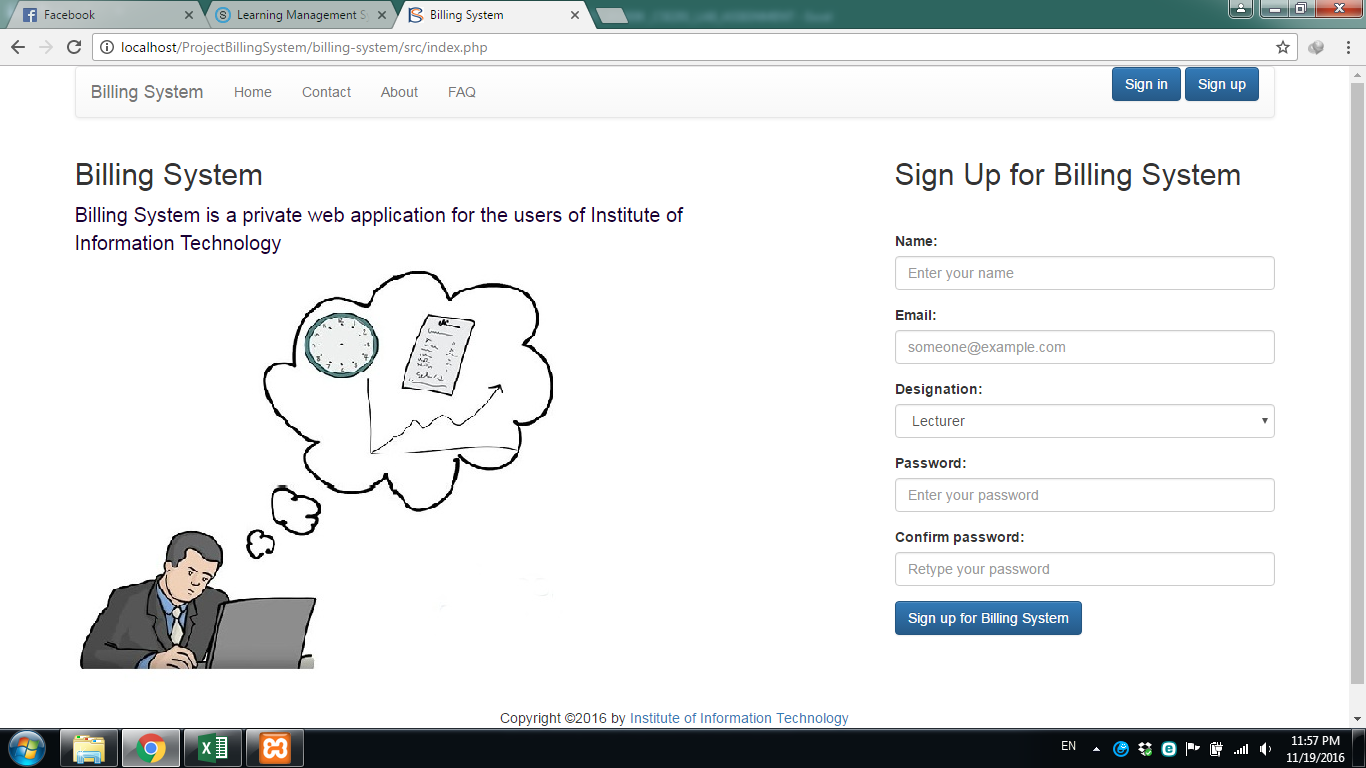 Facebook
Learning Management S
Billing System
localhost/ProjectBillingSystem/billing-system/src/index.php
Billing System
Home
Contact
About
FAQ
Sign in
Sign up
Billing System
Billing System is a private web application for the users of Institute of
Information Technology
Sign Up for Billing System
Name:
Enter your name
Email:
someone@example.com
Designation:
Lecturer
Password:
Enter your password
Confirm password:
Retype your password
Sign up for Billing System
Copyright ©2016 by Institute of Information Technology
EN
11:57 PM
11/19/2016